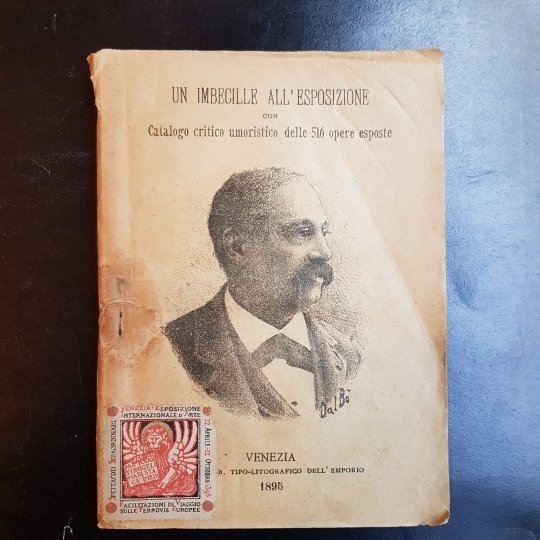 UN IMBECILLE ALL'ESPOSIZIONE
CON
Catalogo critico umoristico delle 516 opere esposte
Dal Bò
VENEZIA
B. TIPO-LITOGRAFICO DELL'EMPORIO
1895
VENEZIA·ESPOSIZIONE
INTERNAZIONALE D'ARTE
22 APRILE-22 OTTOBRE
FACILITAZIONI DI VIAGGIO
SULLE FERROVIE EUROPEE